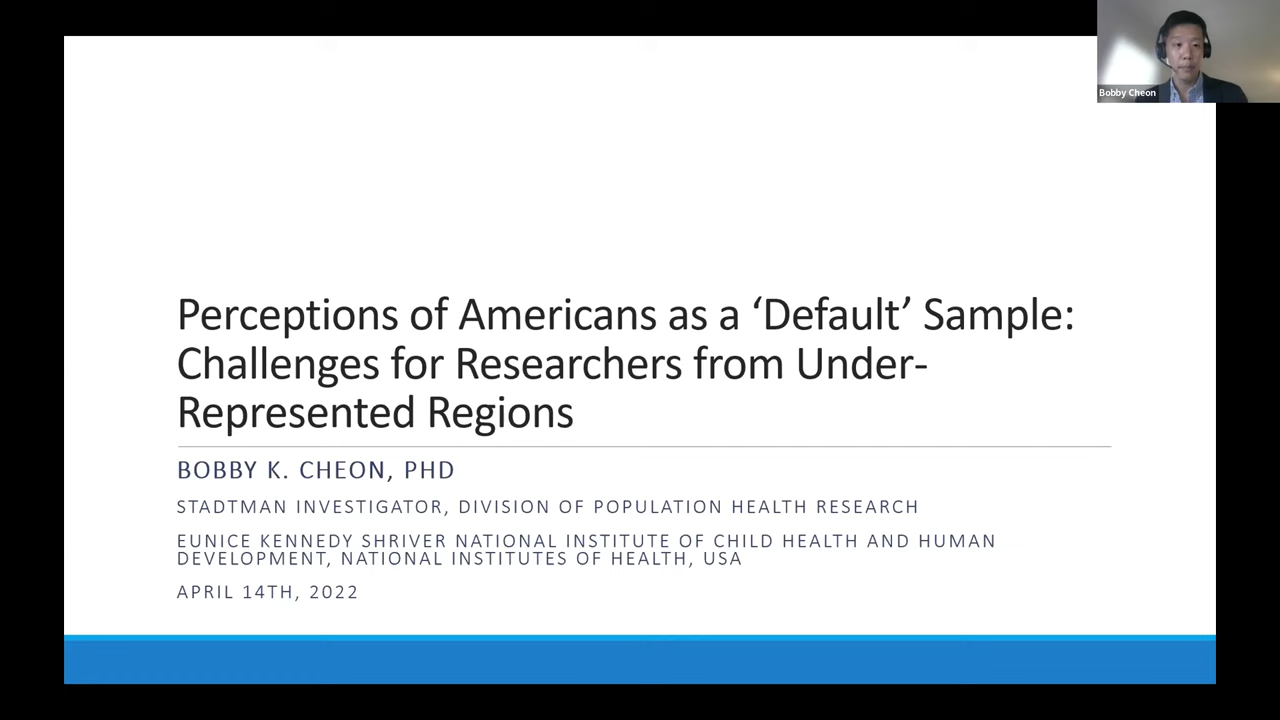 Bobby Cheon
Perceptions of Americans as a ‘Default’ Sample:
Challenges for Researchers from Under-
Represented Regions
BOBBY K. CHEON, PHD
STADTMAN INVESTIGATOR, DIVISION OF POPULATION HEALTH RESEARCH
EUNICE KENNEDY SHRIVER NATIONAL INSTITUTE OF CHILD HEALTH AND HUMAN
DEVELOPMENT, NATIONAL INSTITUTES OF HEALTH, USA
APRIL 14TH, 2022